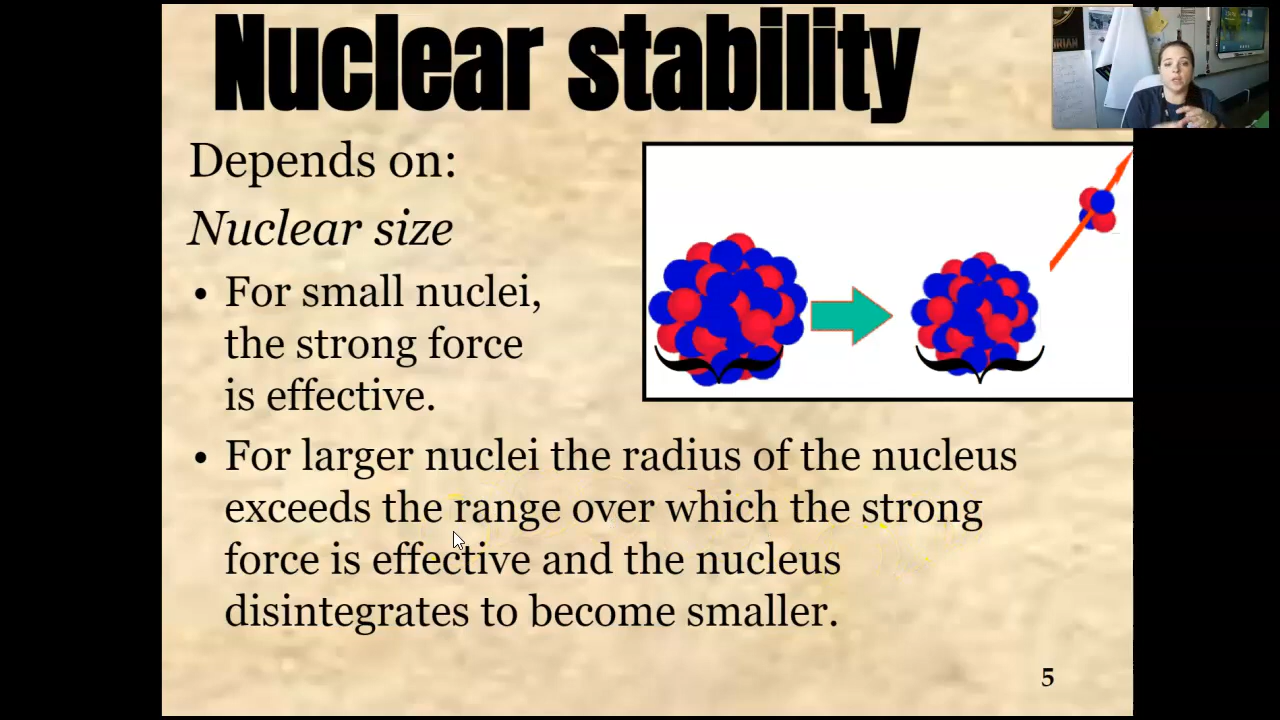 Nuclear stability
Depends on:
Nuclear size
• For small nuclei,
the strong force
is effective.
• For larger nuclei the radius of the nucleus
exceeds the range over which the strong
force is effective and the nucleus
disintegrates to become smaller.
5